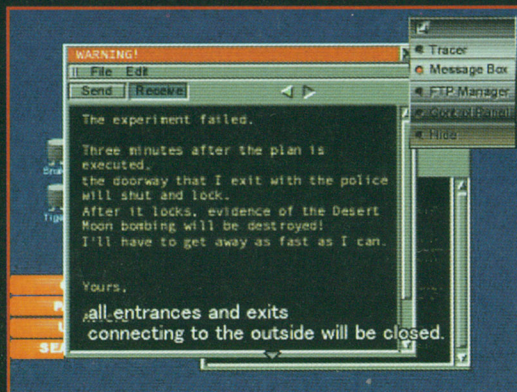 WARNING!
File Edit
Send Receive
The experiment failed.
Three minutes after the plan is
executed,
the doorway that I exit with the police
will shut and lock.
After it locks, evidence of the Desert
Moon bombing will be destroyed!
I'll have to get away as fast as I can.
Yours,
all entrances and exits
connecting to the outside will be closed.
Tracer
Message Box
FTP Manager
Control Panel
Hide